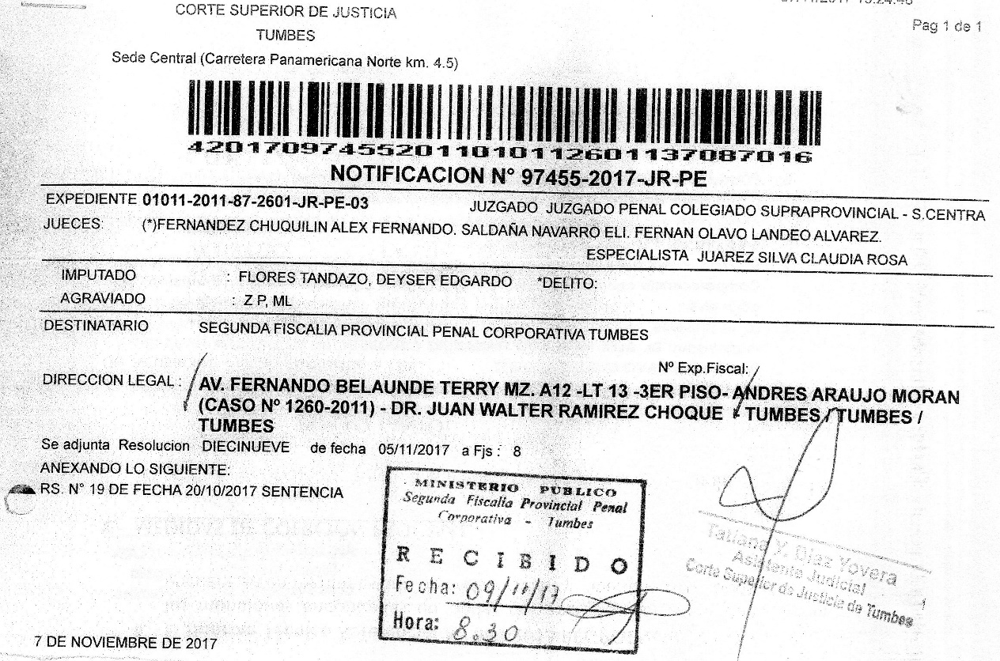 CORTE SUPERIOR DE JUSTICIA
TUMBES
Sede Central (Carretera Panamericana Norte km. 4.5)
Pag 1 de 1
420170974552011010112601137087016
NOTIFICACION N° 97455-2017-JR-PE
EXPEDIENTE 01011-2011-87-2601-JR-PE-03
JUZGADO JUZGADO PENAL COLEGIADO SUPRAPROVINCIAL - S.CENTRA
JUECES: (*)FERNANDEZ CHUQUILIN ALEX FERNANDO. SALDAÑA NAVARRO ELI. FERNAN OLAVO LANDEO ALVAREZ.
ESPECIALISTA JUAREZ SILVA CLAUDIA ROSA
IMPUTADO : FLORES TANDAZO, DEYSER EDGARDO *DELITO:
AGRAVIADO : Z P, ML
DESTINATARIO SEGUNDA FISCALIA PROVINCIAL PENAL CORPORATIVA TUMBES
Nº Exp.Fiscal:
DIRECCION LEGAL : AV. FERNANDO BELAUNDE TERRY MZ. A12 -LT 13 -3ER PISO- ANDRES ARAUJO MORAN
(CASO Nº 1260-2011) - DR. JUAN WALTER RAMIREZ CHOQUE - TUMBES / TUMBES /
TUMBES
Se adjunta Resolucion DIECINUEVE de fecha 05/11/2017 a Fjs : 8
ANEXANDO LO SIGUIENTE:
RS. N° 19 DE FECHA 20/10/2017 SENTENCIA
MINISTERIO PÚBLICO
Segunda Fiscalia Provincial Penal
Corporativa - Tumbes
RECIBIDO
Fecha: 09/11/17
Hora: 8.30
Tatiana Y. Diaz Yovera
Asistente Judicial
Corte Superior de Justicia de Tumbes
7 DE NOVIEMBRE DE 2017